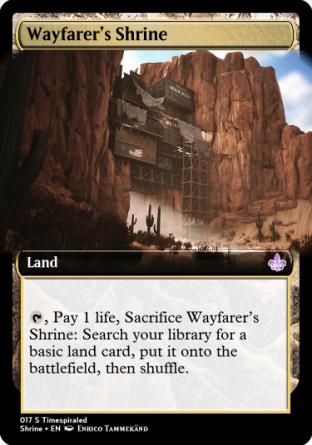 Wayfarer's Shrine
Land
, Pay 1 life, Sacrifice Wayfarer's
Shrine: Search your library for a
basic land card, put it onto the
battlefield, then shuffle.
017 S Timespiraled
Shrine • EN Enrico Tammekänd